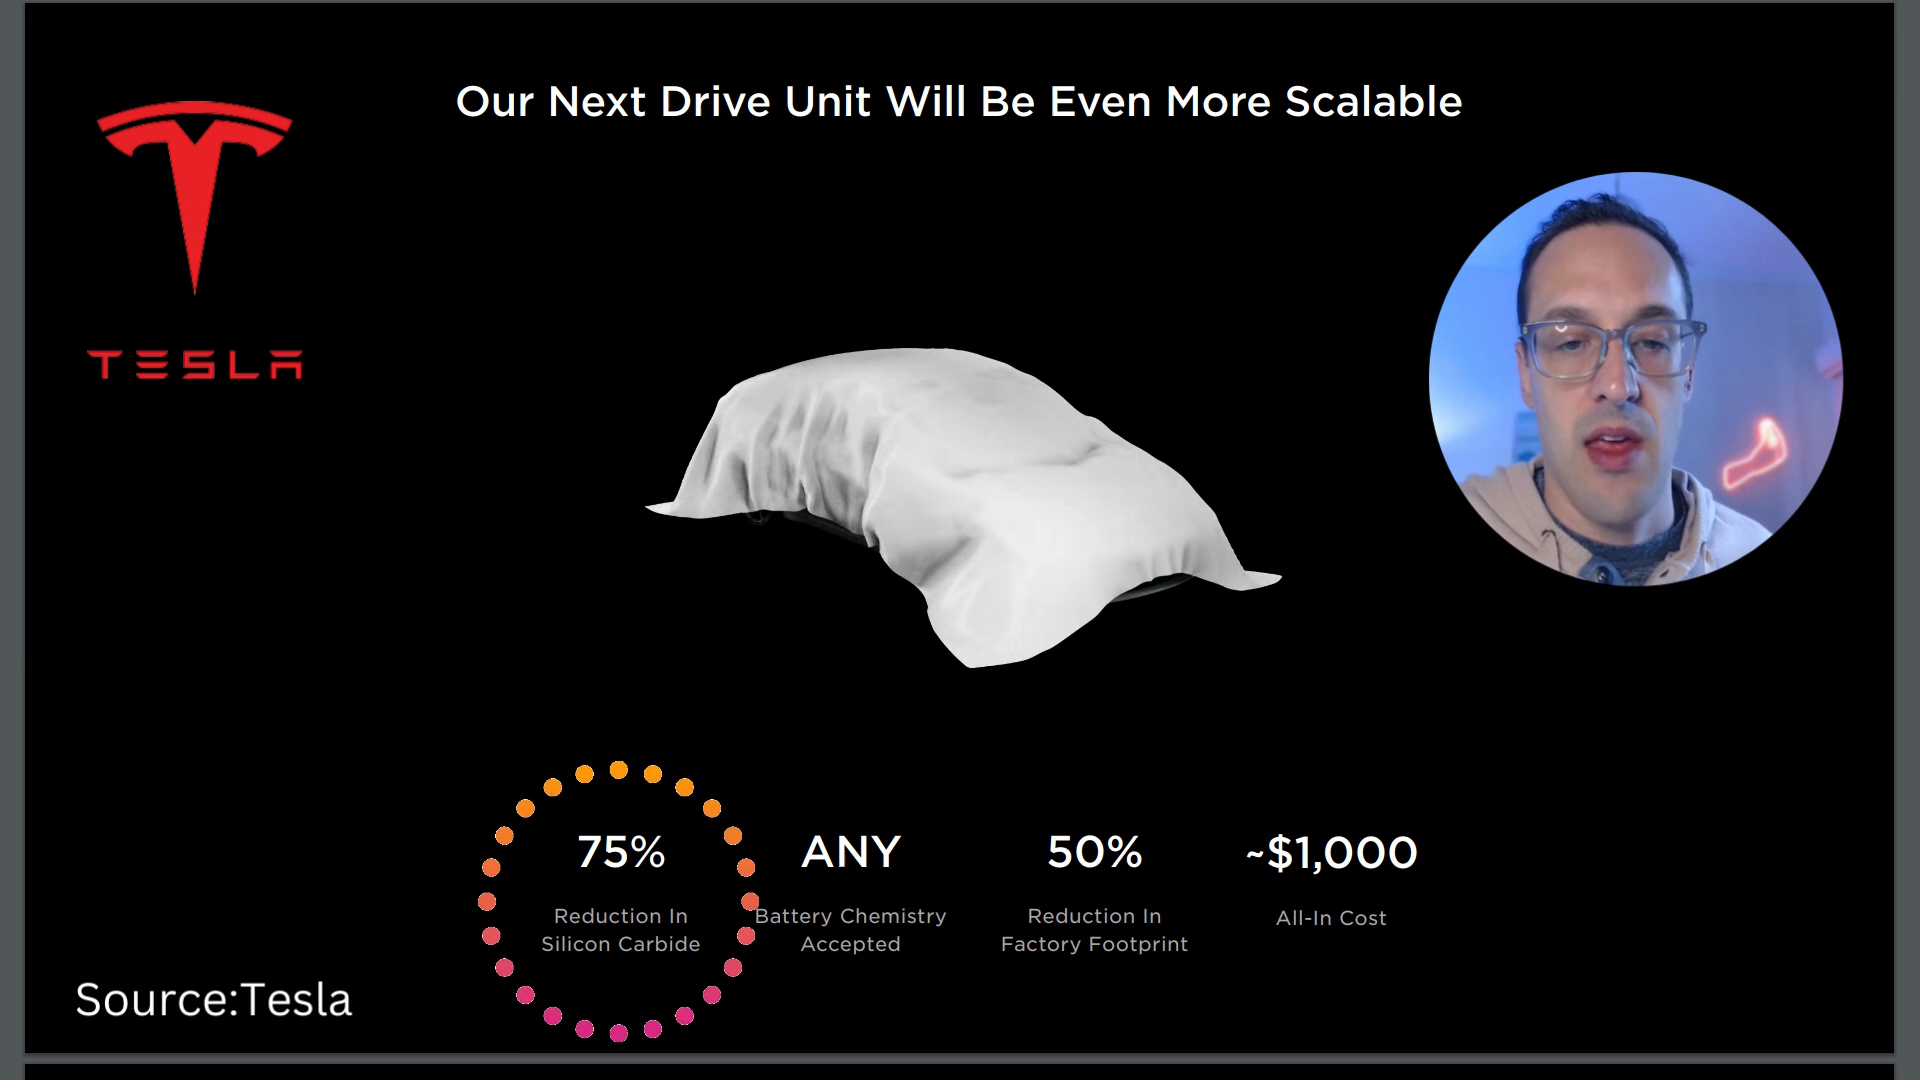 Our Next Drive Unit Will Be Even More Scalable
TESLA
75%
Reduction In
Silicon Carbide
ANY
Battery Chemistry
Accepted
50%
Reduction In
Factory Footprint
~$1,000
All-In Cost
Source:Tesla